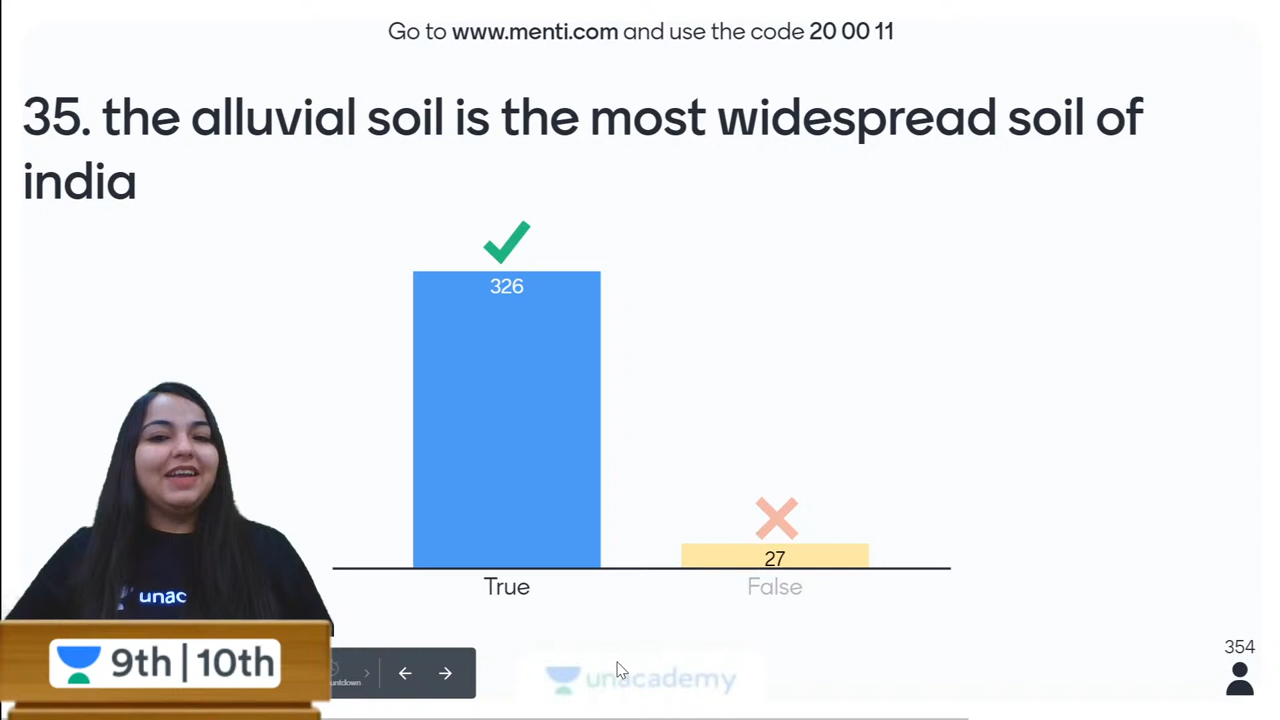 Go to www.menti.com and use the code 20 00 11
35. the alluvial soil is the most widespread soil of
india
326
27
True
False
unac
9th | 10th
untdown
unacademy
354